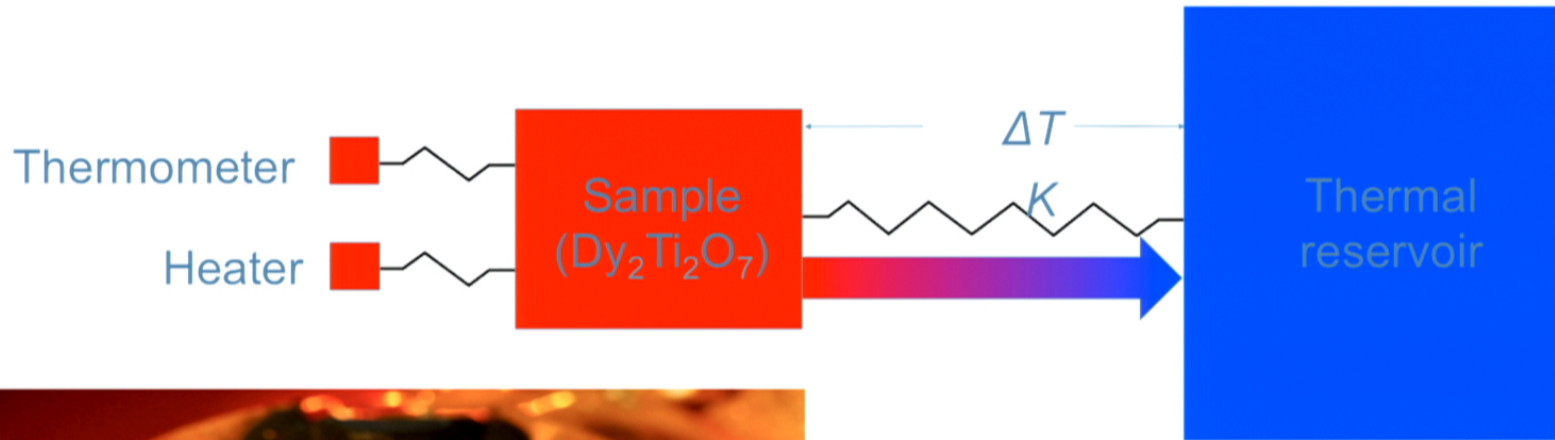 Thermometer
Heater
Sample
(Dy₂Ti₂O₇)
ΔT
K
Thermal
reservoir